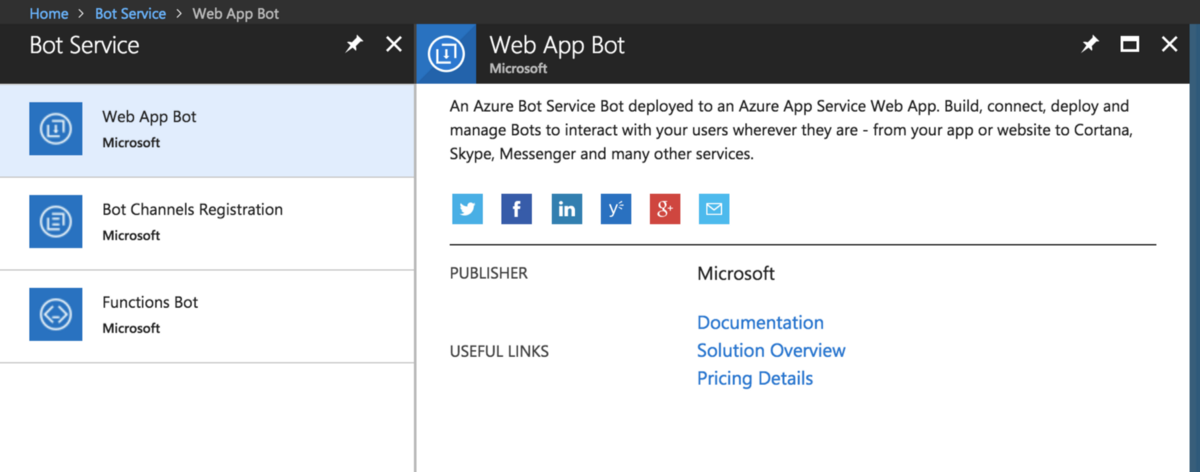 Home > Bot Service > Web App Bot
Bot Service
Web App Bot
Microsoft
Bot Channels Registration
Microsoft
Functions Bot
Microsoft
Web App Bot
Microsoft
An Azure Bot Service Bot deployed to an Azure App Service Web App. Build, connect, deploy and
manage Bots to interact with your users wherever they are - from your app or website to Cortana,
Skype, Messenger and many other services.
f in y g+
PUBLISHER Microsoft
Documentation
USEFUL LINKS Solution Overview
Pricing Details